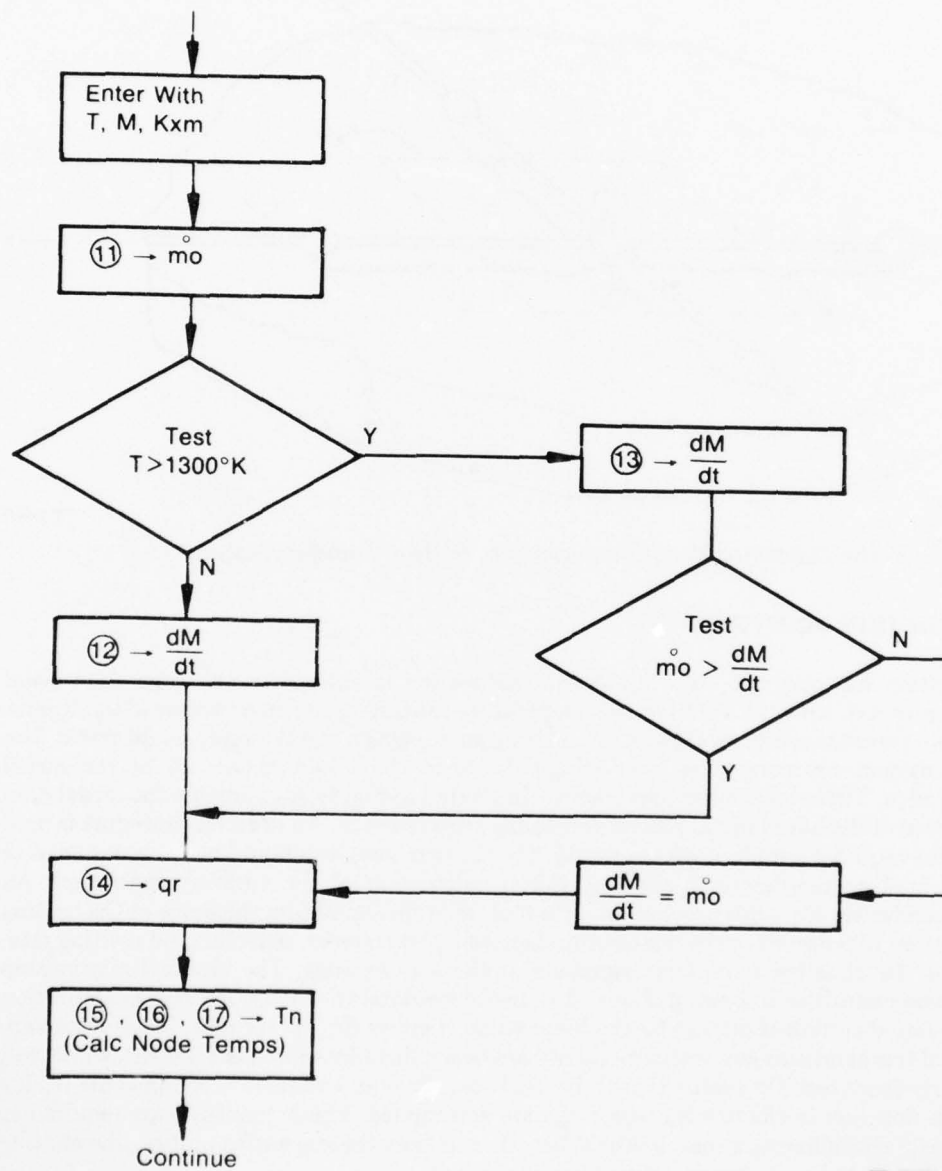 Enter With
T, M, Kxm
⑪ → m̊o
Test
T>1300°K
Y
N
⑬ → dM
dt
⑫ → dM
dt
Test
m̊o > dM
dt
N
Y
⑭ → qr
dM
dt = m̊o
⑮, ⑯, ⑰ → Tn
(Calc Node Temps)
Continue